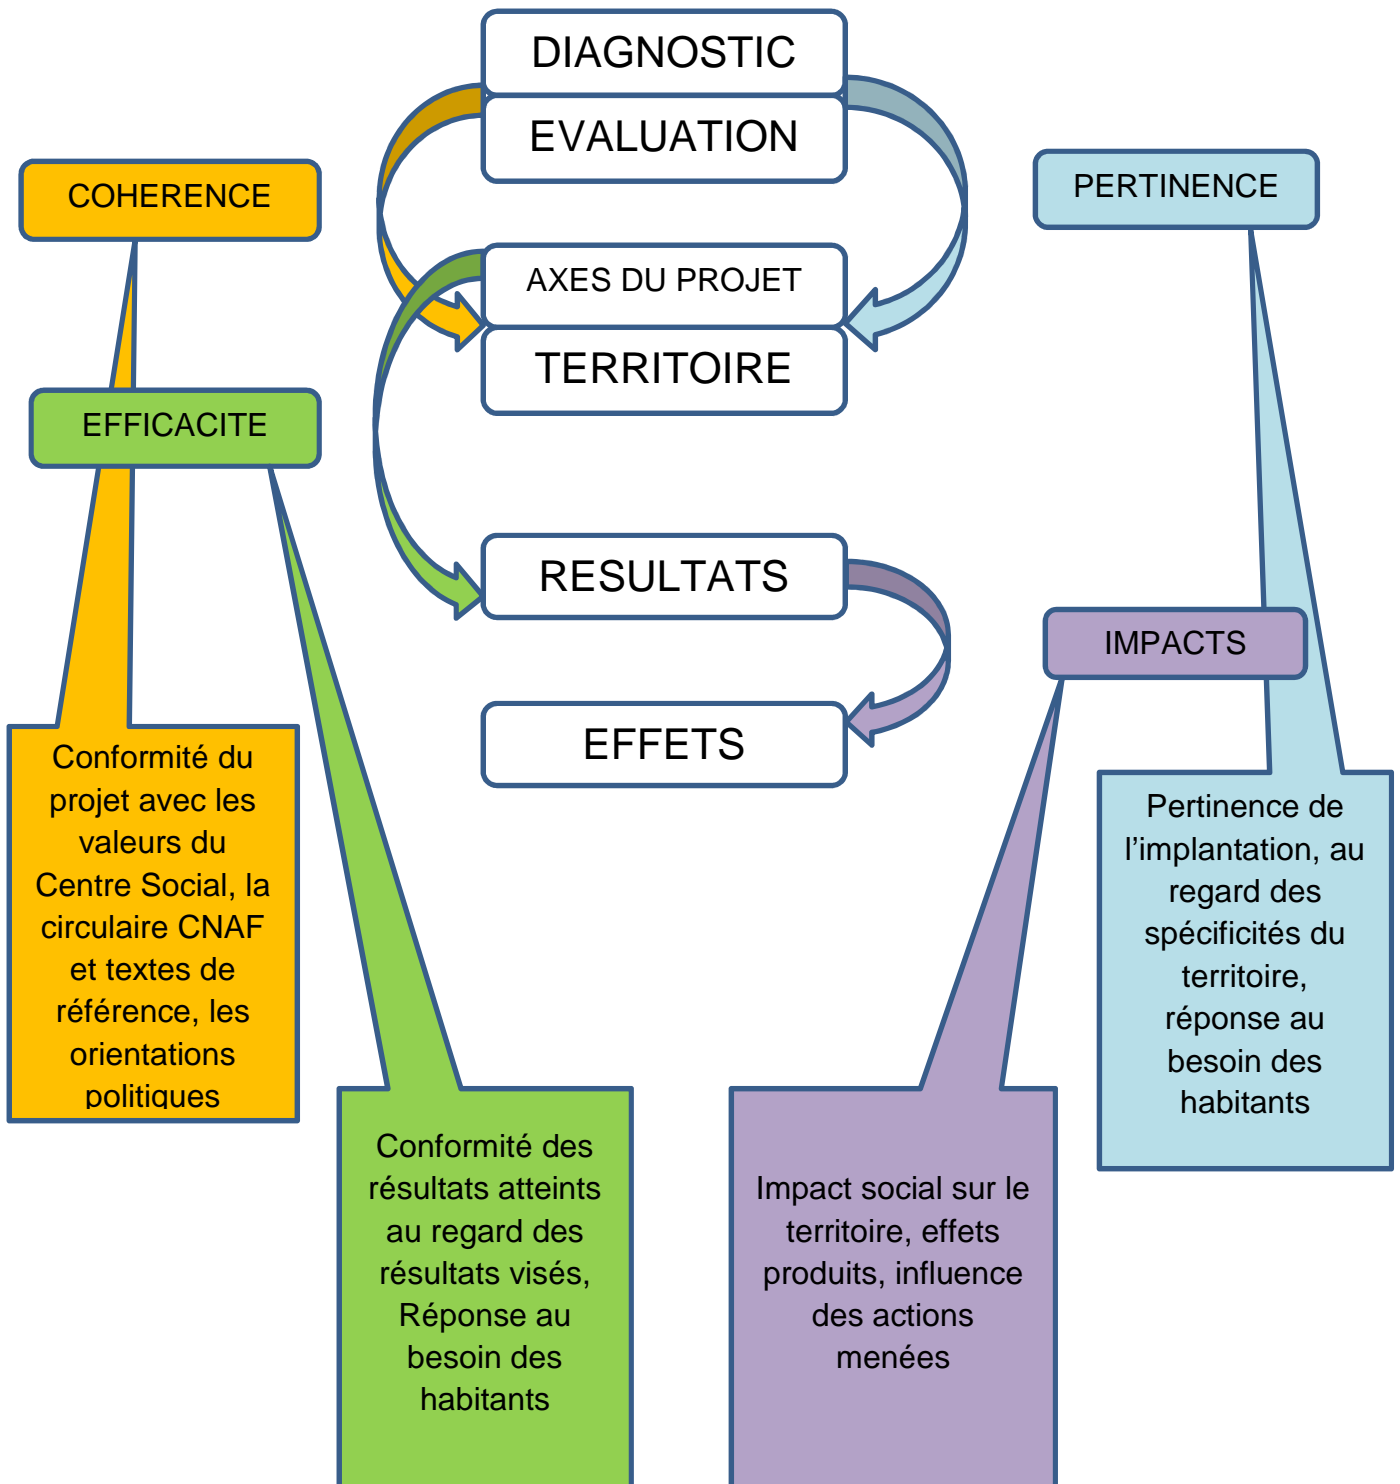 DIAGNOSTIC
EVALUATION
COHERENCE
PERTINENCE
AXES DU PROJET
TERRITOIRE
EFFICACITE
RESULTATS
IMPACTS
EFFETS
Conformité du
projet avec les
valeurs du
Centre Social, la
circulaire CNAF
et textes de
référence, les
orientations
politiques
Pertinence de
l’implantation, au
regard des
spécificités du
territoire,
réponse au
besoin des
habitants
Conformité des
résultats atteints
au regard des
résultats visés,
Réponse au
besoin des
habitants
Impact social sur le
territoire, effets
produits, influence
des actions
menées